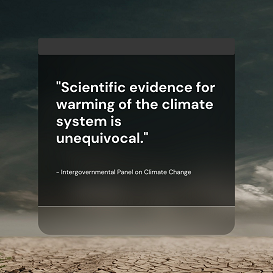 "Scientific evidence for
warming of the climate
system is
unequivocal."
- Intergovernmental Panel on Climate Change